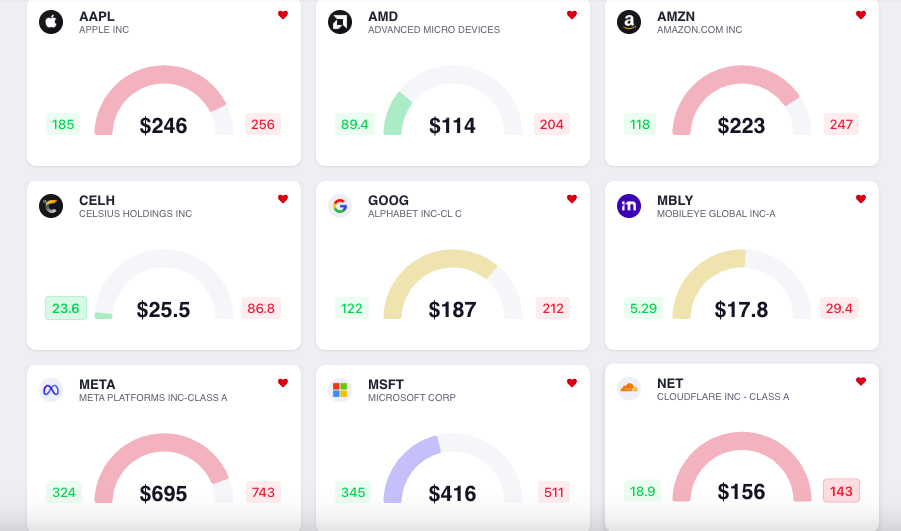 AAPL
APPLE INC
185
$246
256
AMD
ADVANCED MICRO DEVICES
89.4
$114
204
a
AMZN
AMAZON.COM INC
118
$223
247
CELH
CELSIUS HOLDINGS INC
23.6
$25.5
86.8
G
GOOG
ALPHABET INC-CL C
122
$187
212
in
MBLY
MOBILEYE GLOBAL INC-A
5.29
$17.8
29.4
META
META PLATFORMS INC-CLASS A
324
$695
743
MSFT
MICROSOFT CORP
345
$416
511
NET
CLOUDFLARE INC - CLASS A
18.9
$156
143